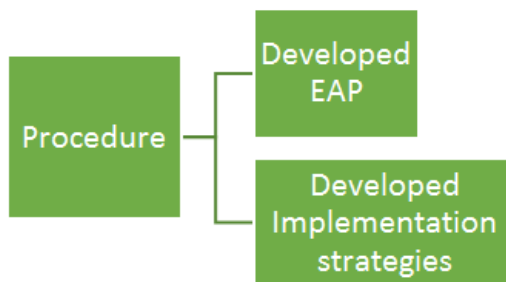 Procedure
Developed
EAP
Developed
Implementation
strategies